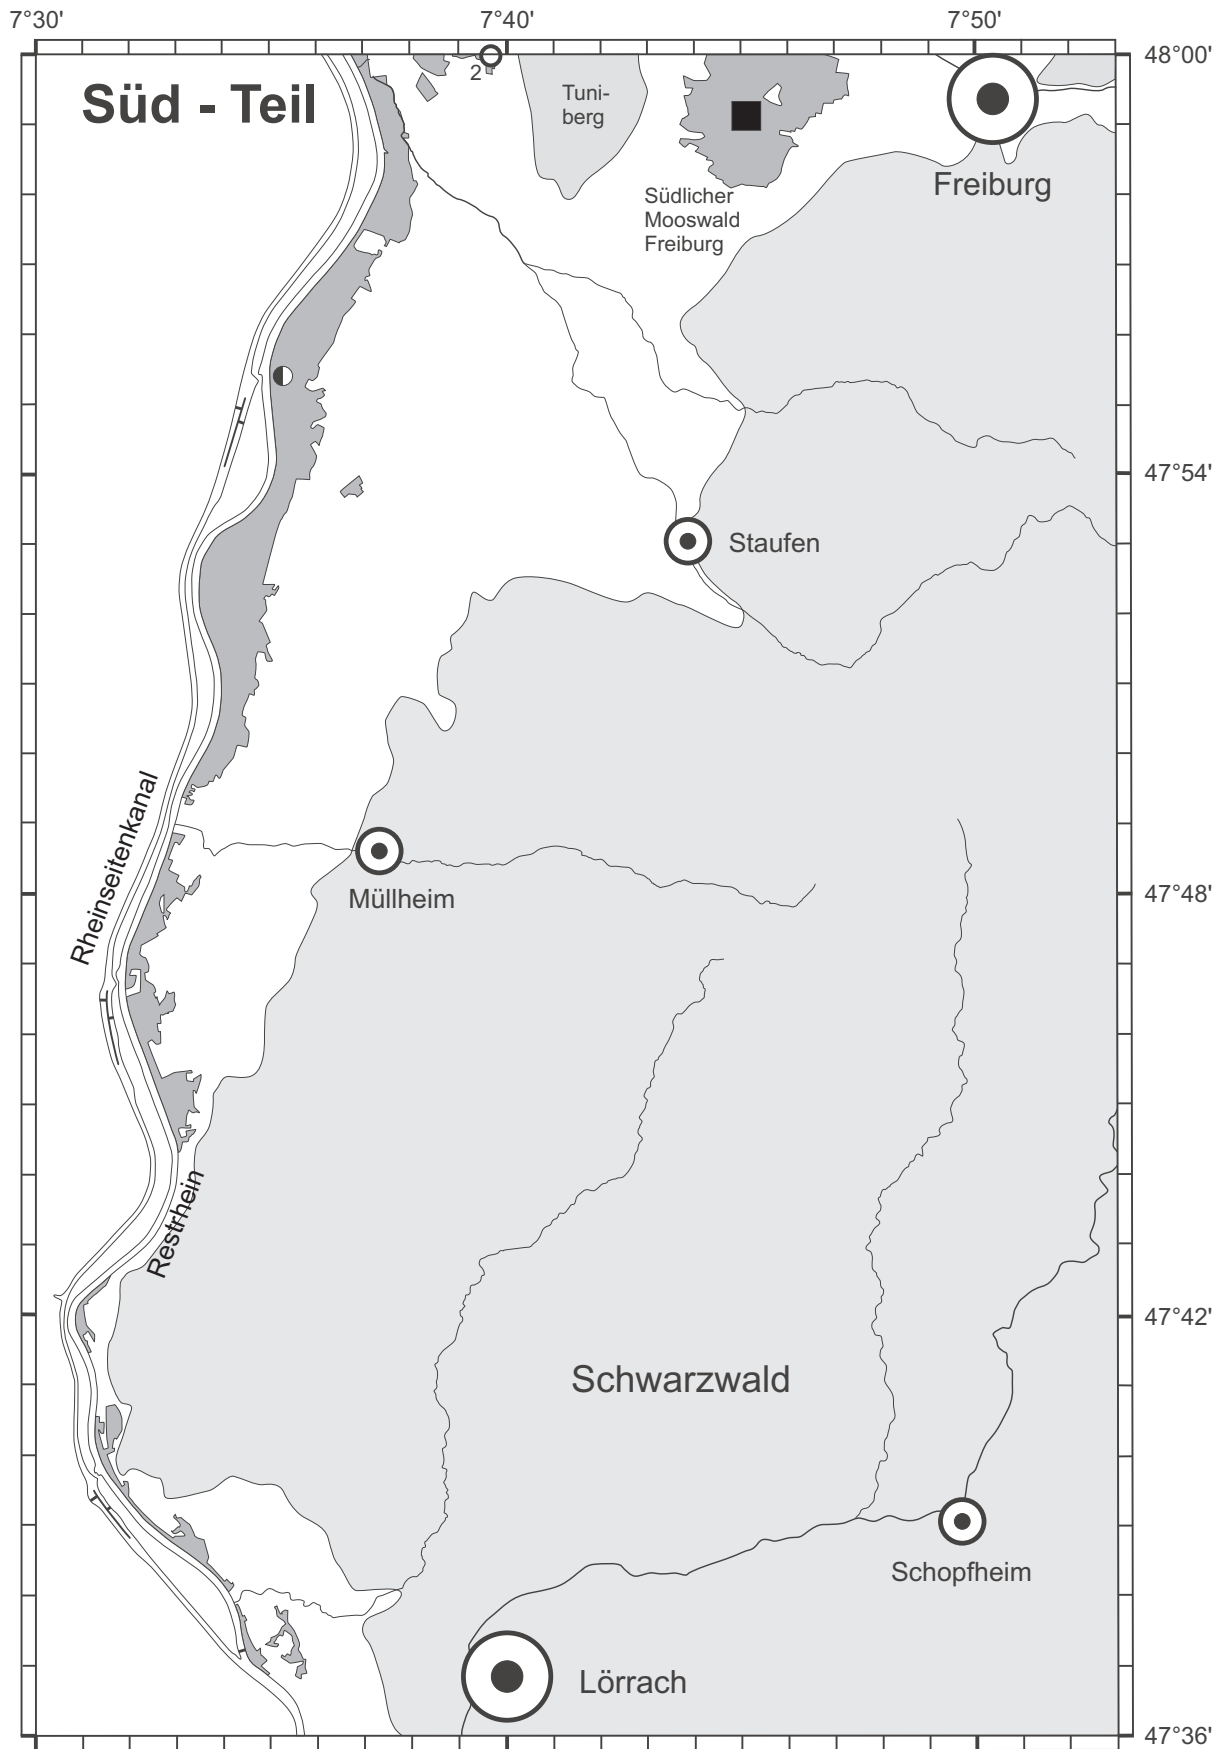 7°30'
7°40'
7°50'
48°00'
Süd - Teil
2
Tuni-
berg
Freiburg
Südlicher
Mooswald
Freiburg
47°54'
Staufen
Rheinseitenkanal
Müllheim
47°48'
Restrhein
47°42'
Schwarzwald
Schopfheim
Lörrach
47°36'